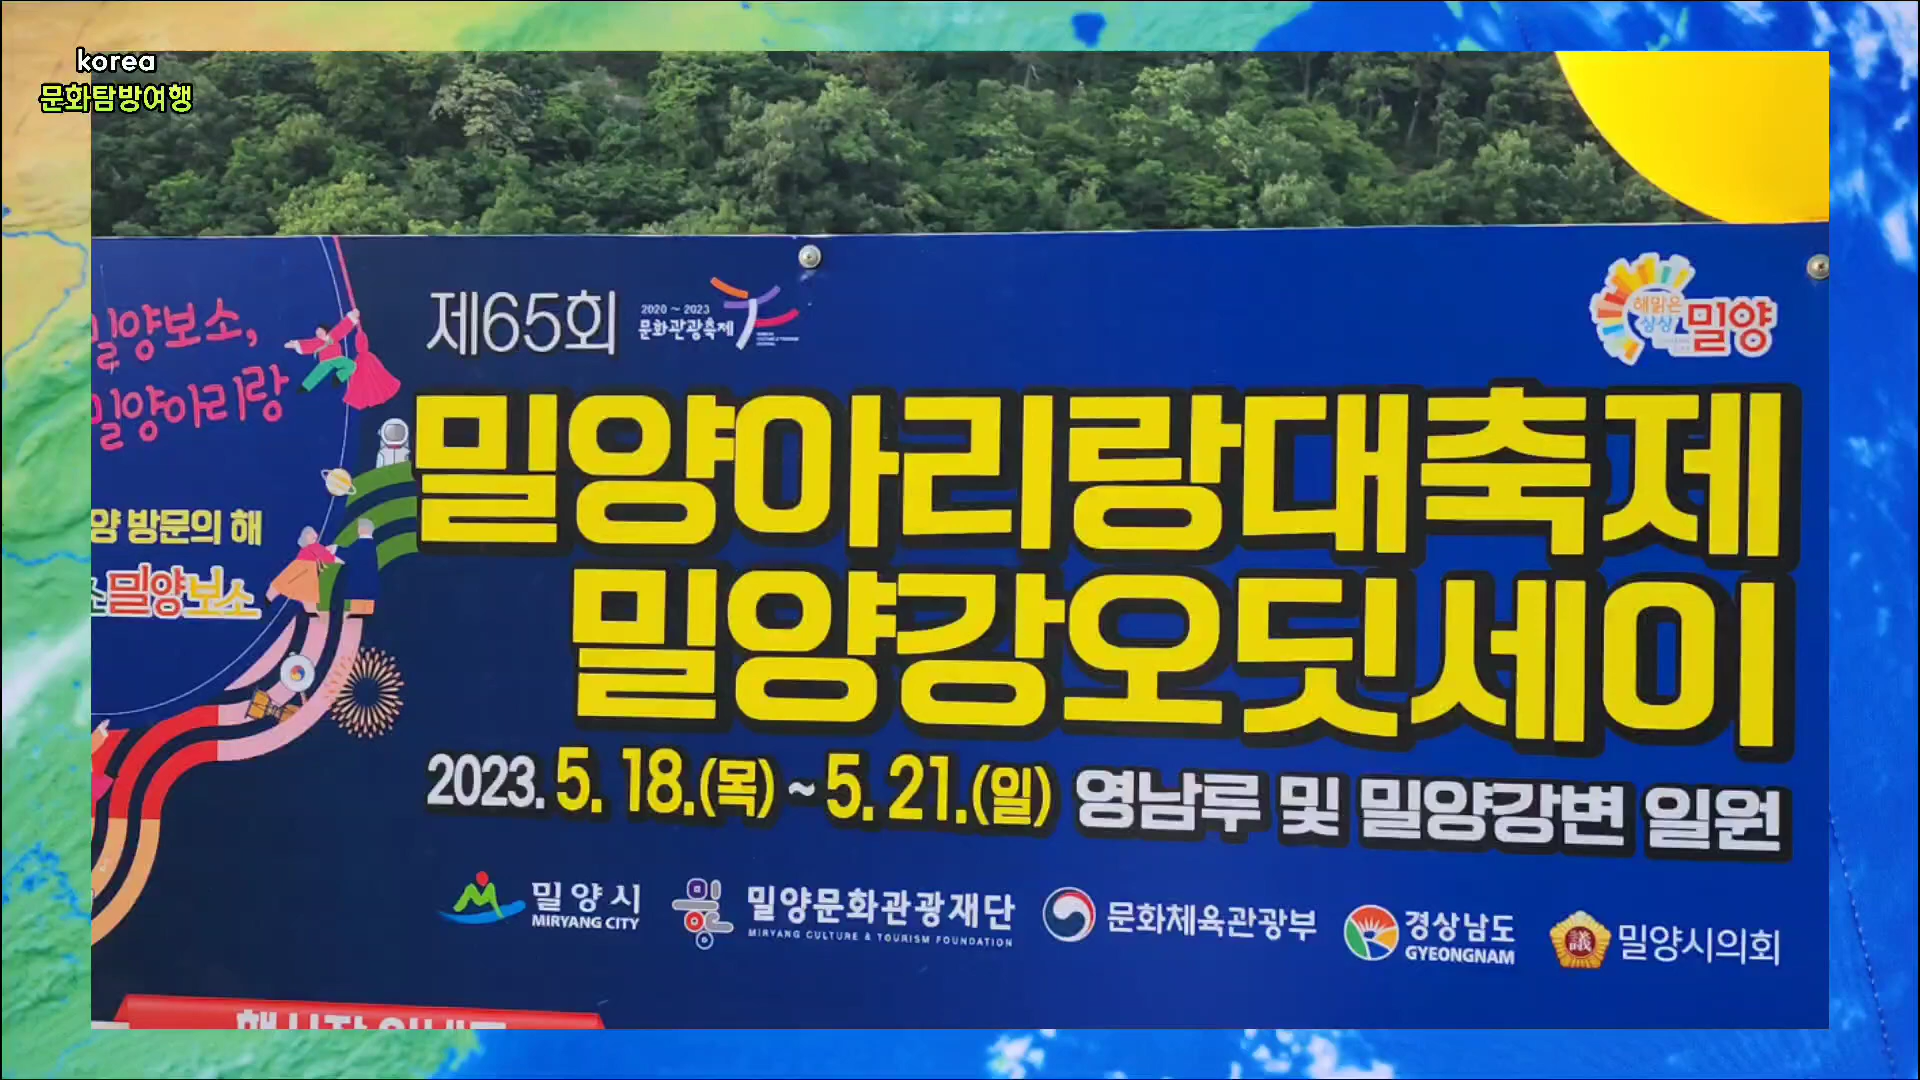 korea
문화탐방여행
밀양보소,
밀양아리랑
양 방문의 해
밀양보소
제65회
2020 ~ 2023
문화관광축제
해맑은
상상
밀양
밀양아리랑대축제
밀양강오딧세이
2023. 5. 18.(목) ~ 5. 21.(일) 영남루 및 밀양강변 일원
밀양시
MIRYANG CITY
밀양문화관광재단
MIRYANG CULTURE & TOURISM FOUNDATION
문화체육관광부
경상남도
GYEONGNAM
議
밀양시의회